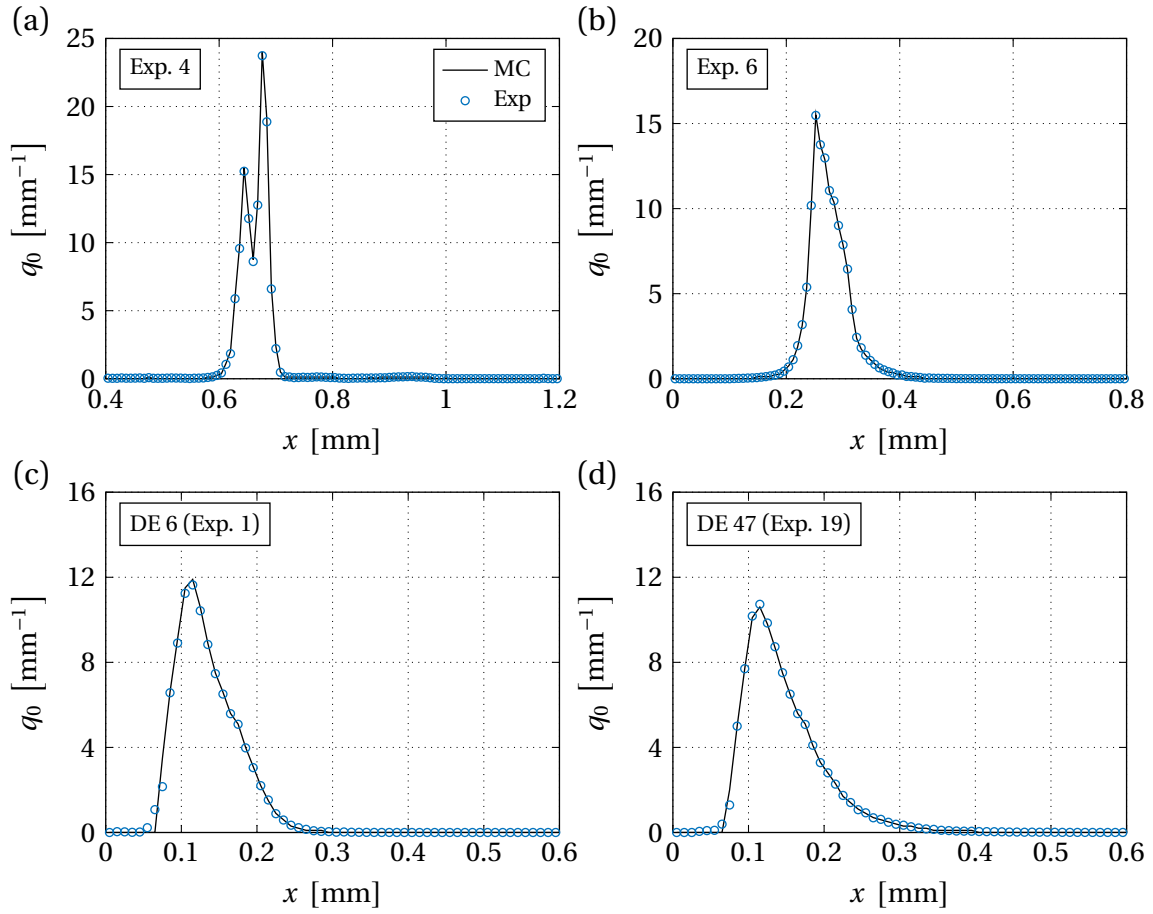 (a)
Exp. 4
MC
Exp
25
20
15
10
5
0
q₀ [mm⁻¹]
0.4 0.6 0.8 1 1.2
x [mm]
(b)
Exp. 6
20
15
10
5
0
q₀ [mm⁻¹]
0 0.2 0.4 0.6 0.8
x [mm]
(c)
DE 6 (Exp. 1)
16
12
8
4
0
q₀ [mm⁻¹]
0 0.1 0.2 0.3 0.4 0.5 0.6
x [mm]
(d)
DE 47 (Exp. 19)
16
12
8
4
0
q₀ [mm⁻¹]
0 0.1 0.2 0.3 0.4 0.5 0.6
x [mm]